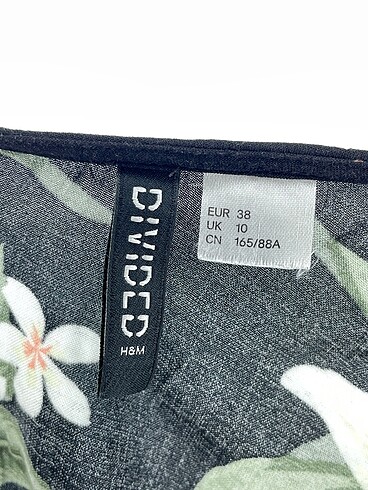 DIVIDED
H&M
EUR 38
UK 10
CN 165/88A